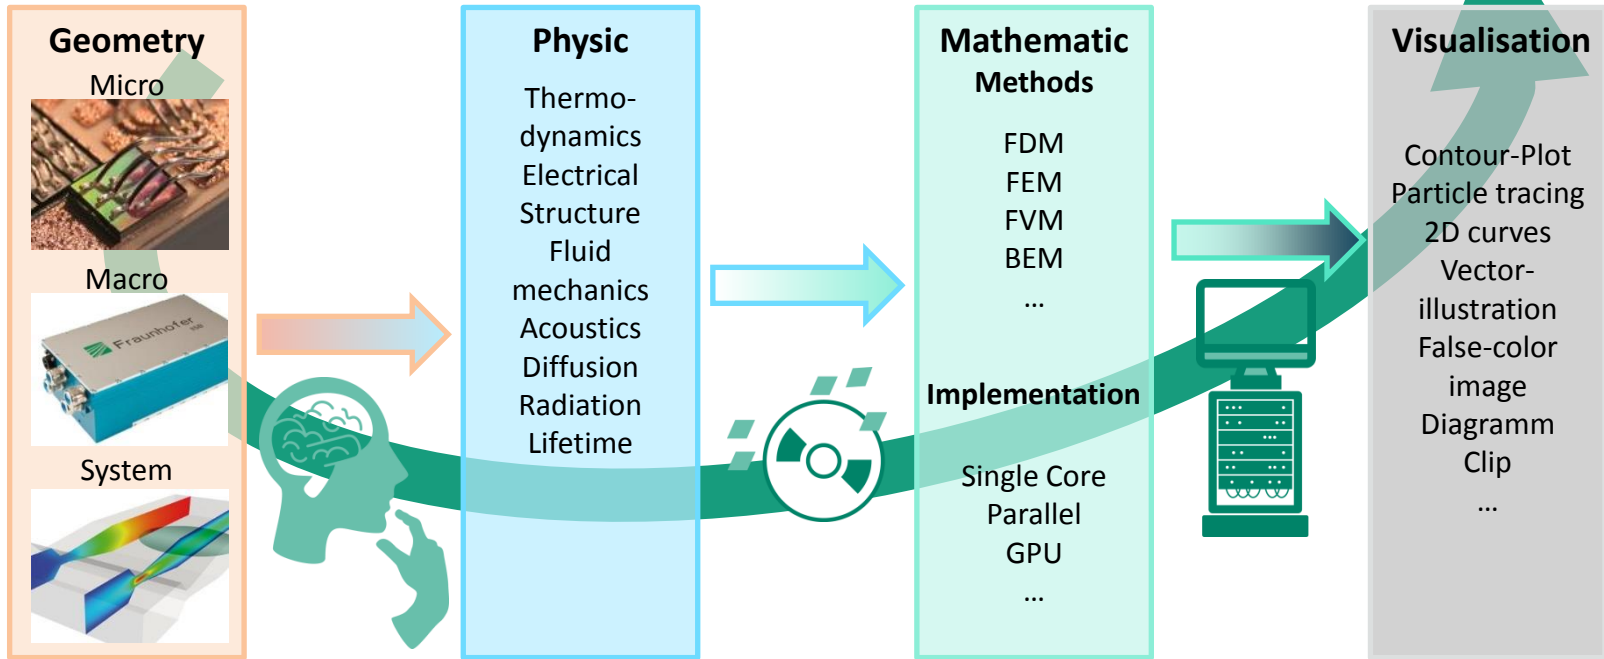 Geometry
Micro
Macro
Fraunhofer
System
Physic
Thermo-
dynamics
Electrical
Structure
Fluid
mechanics
Acoustics
Diffusion
Radiation
Lifetime
Mathematic
Methods
FDM
FEM
FVM
BEM
...
Implementation
Single Core
Parallel
GPU
...
Visualisation
Contour-Plot
Particle tracing
2D curves
Vector-
illustration
False-color
image
Diagramm
Clip
...